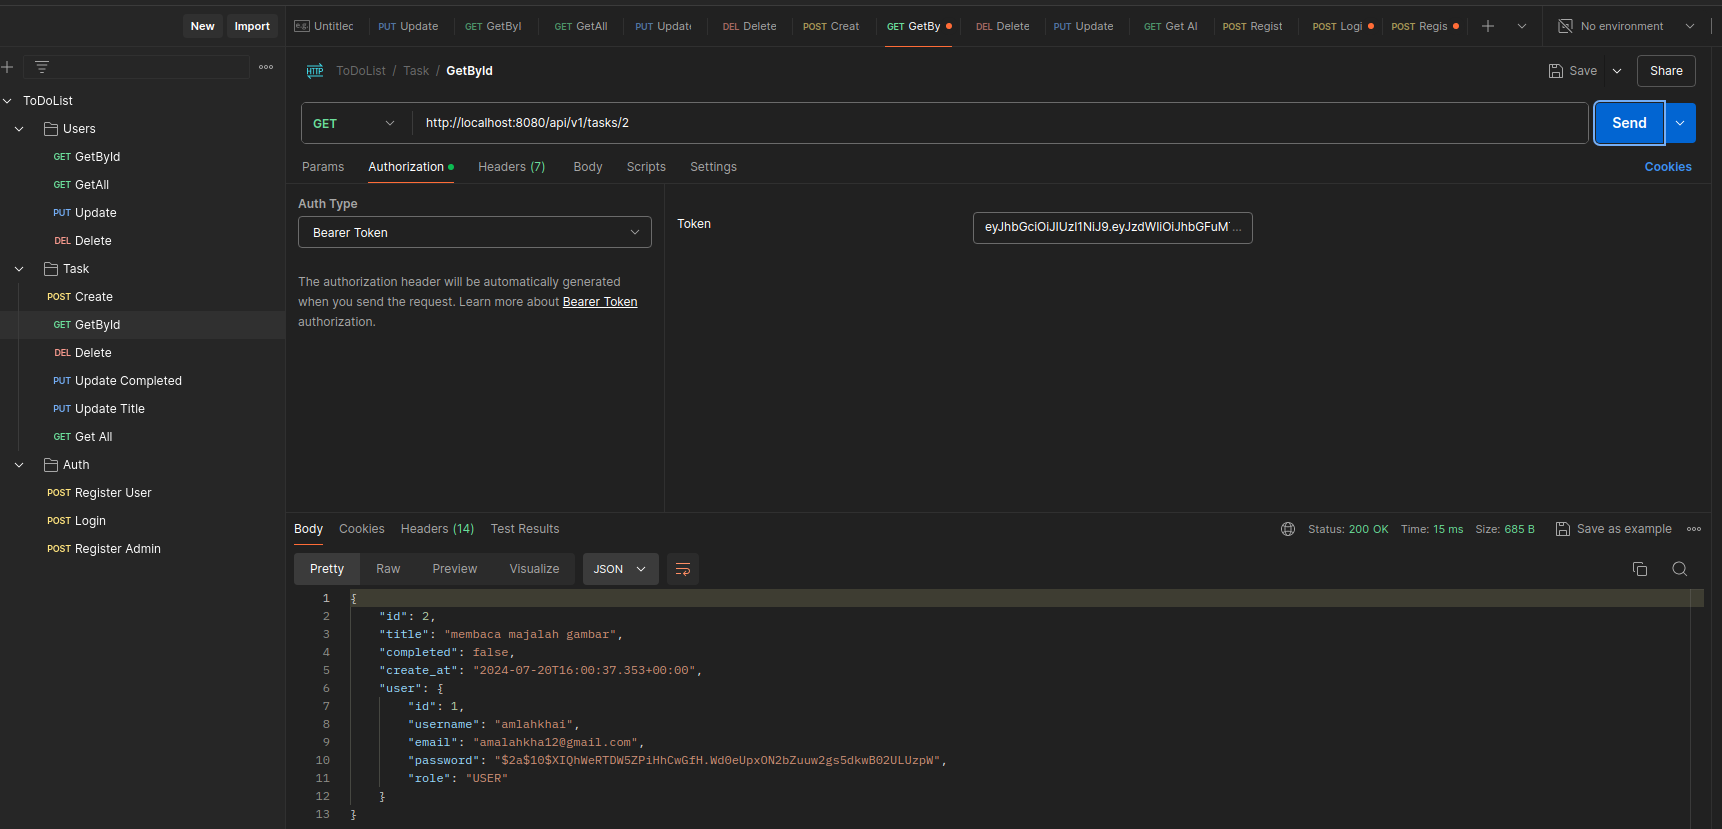 New Import
Untitlec PUT Update GET GetByI GET GetAll PUT Update DEL Delete POST Creat GET GetBy DEL Delete PUT Update GET Get Al POST Regist POST Logi POST Regis No environment
ToDoList / Task / GetById Save Share
ToDoList
Users
GET GetById
GET GetAll
PUT Update
DEL Delete
Task
POST Create
GET GetById
DEL Delete
PUT Update Completed
PUT Update Title
GET Get All
Auth
POST Register User
POST Login
POST Register Admin
GET http://localhost:8080/api/v1/tasks/2 Send
Params Authorization Headers (7) Body Scripts Settings Cookies
Auth Type
Bearer Token
The authorization header will be automatically generated
when you send the request. Learn more about Bearer Token
authorization.
Token eyJhbGciOiJIUzI1NiJ9.eyJzdWIiOiJhbGFuM ...
Body Cookies Headers (14) Test Results Status: 200 OK Time: 15 ms Size: 685 B Save as example
Pretty Raw Preview Visualize JSON
1 {
2 "id": 2,
3 "title": "membaca majalah gambar",
4 "completed": false,
5 "create_at": "2024-07-20T16:00:37.353+00:00",
6 "user": {
7 "id": 1,
8 "username": "amlahkhai",
9 "email": "amalahkha12@gmail.com",
10 "password": "$2a$10$XIQhWeRTDW5ZPiHhCwGfH.Wd0eUpxON2bZuuw2gs5dkwB02ULUzpW",
11 "role": "USER"
12 }
13 }